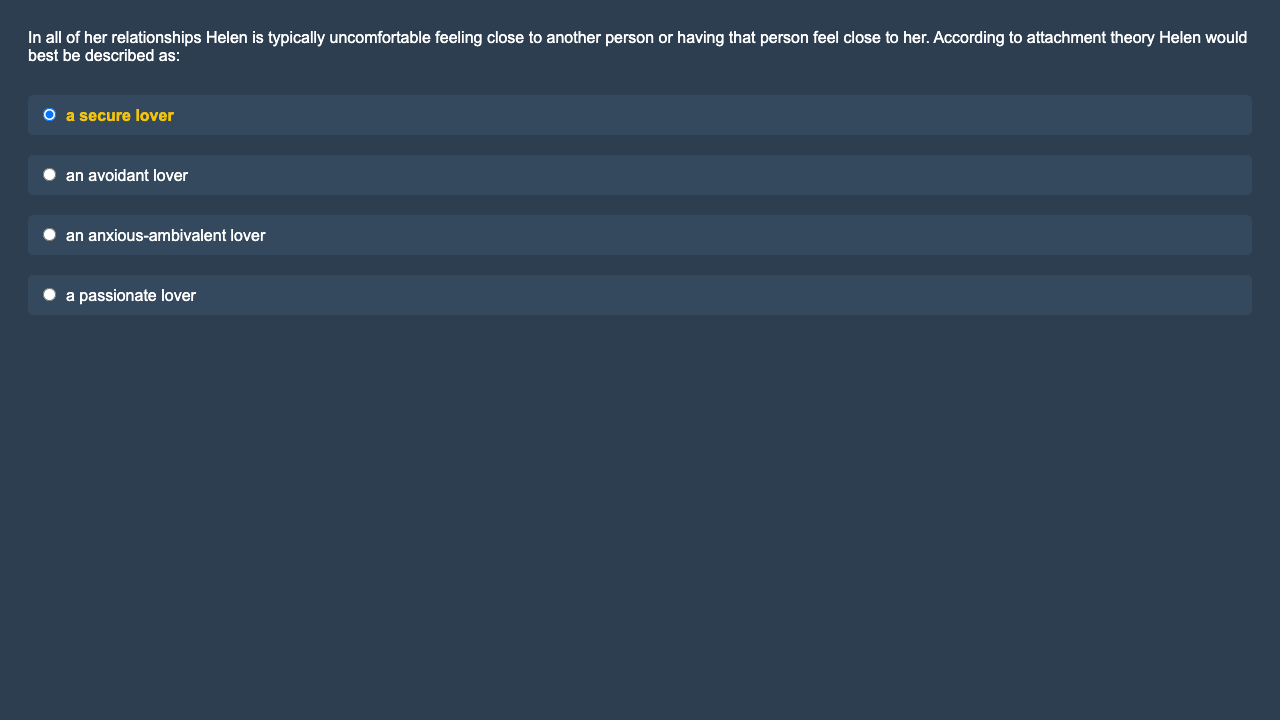 In all of her relationships Helen is typically uncomfortable feeling close to another person or having that person feel close to her. According to attachment theory Helen would
best be described as:
a secure lover
an avoidant lover
an anxious-ambivalent lover
a passionate lover